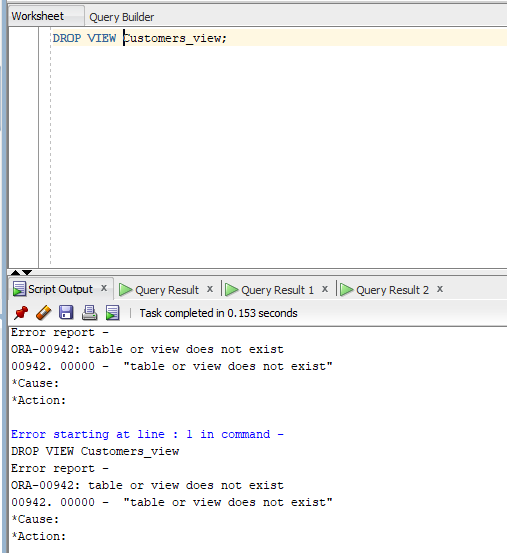 Worksheet Query Builder
DROP VIEW Customers_view;
Script Output x Query Result x Query Result 1 x Query Result 2 x
Task completed in 0.153 seconds
Error report -
ORA-00942: table or view does not exist
00942. 00000 - "table or view does not exist"
*Cause:
*Action:
Error starting at line : 1 in command -
DROP VIEW Customers_view
Error report -
ORA-00942: table or view does not exist
00942. 00000 - "table or view does not exist"
*Cause:
*Action: